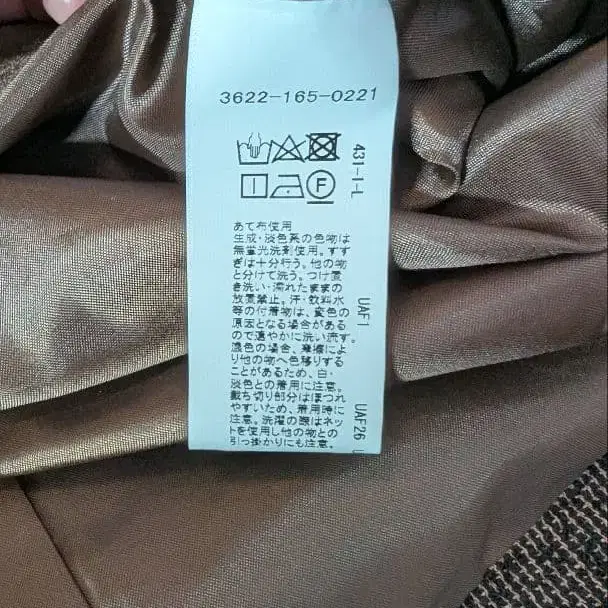 3622-165-0221
431-I-L
F
あて布使用
生成・淡色系の色物は
無蛍光洗剤使用。すす
ぎは十分行う。他の物
と分けて洗う。つけ置
き洗い・濡れたままの
放置禁止。汗・飲料水
等の付着物は、変色の
原因となる場合がある
ので速やかに洗い流す。
濃色の場合、摩擦によ
り他の物へ色移りする
ことがあるため、白・
淡色との着用に注意。
裁ち切り部分はほつれ
やすいため、着用時に
注意。洗濯の際はネッ
トを使用し他の物との
引っ掛かりにも注意。
UAF1
UAF26